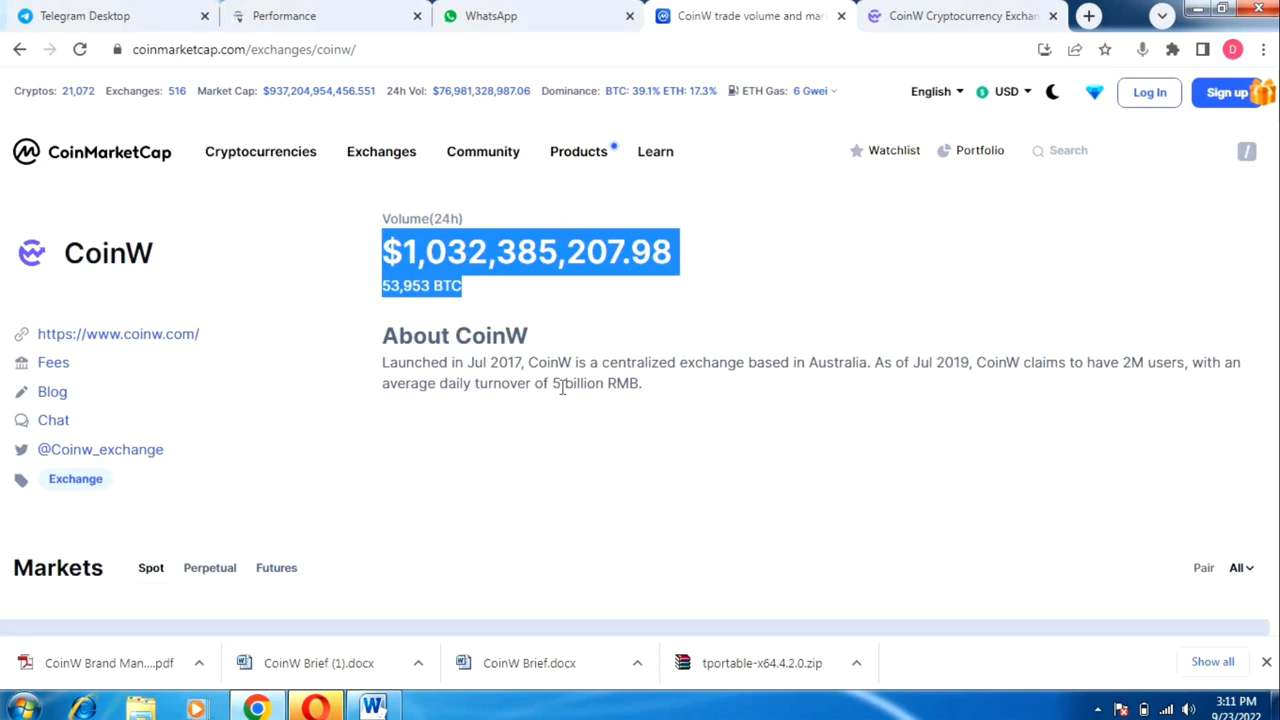 Telegram Desktop
Performance
WhatsApp
CoinW trade volume and mar
CoinW Cryptocurrency Exchan
coinmarketcap.com/exchanges/coinw/
D
Cryptos: 21,072 Exchanges: 516 Market Cap: $937,204,954,456.551 24h Vol: $76,981,328,987.06 Dominance: BTC: 39.1% ETH: 17.3% ETH Gas: 6 Gwei
English
USD
Log In
Sign up
CoinMarketCap
Cryptocurrencies
Exchanges
Community
Products
Learn
Watchlist
Portfolio
Search
/
CoinW
Volume(24h)
$1,032,385,207.98
53,953 BTC
https://www.coinw.com/
Fees
Blog
Chat
@Coinw_exchange
Exchange
About CoinW
Launched in Jul 2017, CoinW is a centralized exchange based in Australia. As of Jul 2019, CoinW claims to have 2M users, with an
average daily turnover of 5 billion RMB.
Markets
Spot
Perpetual
Futures
Pair
All
CoinW Brand Man....pdf
CoinW Brief (1).docx
CoinW Brief.docx
tportable-x64.4.2.0.zip
Show all
3:11 PM
9/23/2022